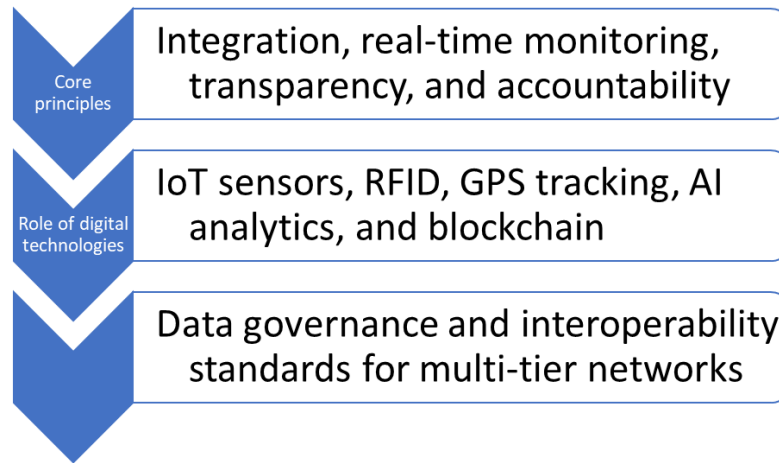 Core
principles
Integration, real-time monitoring,
transparency, and accountability
Role of digital
technologies
IoT sensors, RFID, GPS tracking, AI
analytics, and blockchain
Data governance and interoperability
standards for multi-tier networks